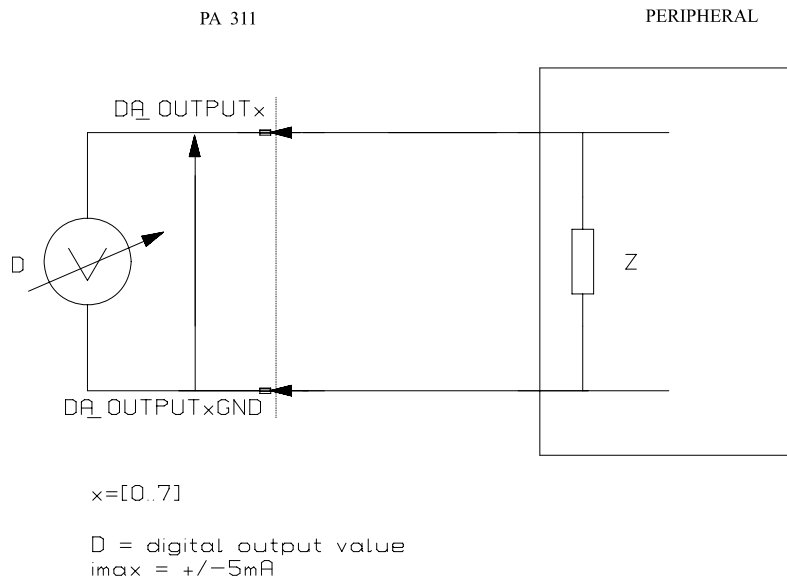 PA 311
PERIPHERAL
DA_OUTPUTx
D
V
Z
DA_OUTPUTxGND
x=[0..7]
D = digital output value
imax = +/-5mA